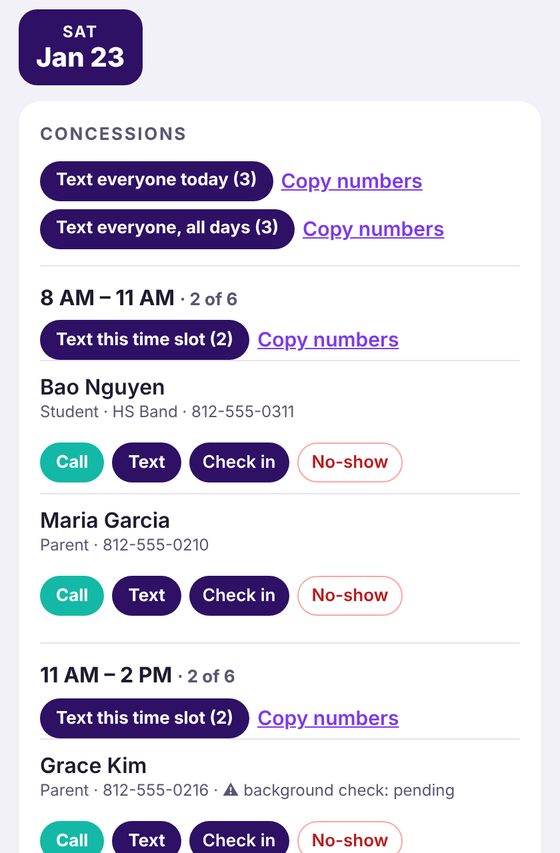 SAT
Jan 23
CONCESSIONS
Text everyone today (3) Copy numbers
Text everyone, all days (3) Copy numbers
8 AM – 11 AM · 2 of 6
Text this time slot (2) Copy numbers
Bao Nguyen
Student · HS Band · 812-555-0311
Call Text Check in No-show
Maria Garcia
Parent · 812-555-0210
Call Text Check in No-show
11 AM – 2 PM · 2 of 6
Text this time slot (2) Copy numbers
Grace Kim
Parent · 812-555-0216 · ⚠ background check: pending
Call Text Check in No-show